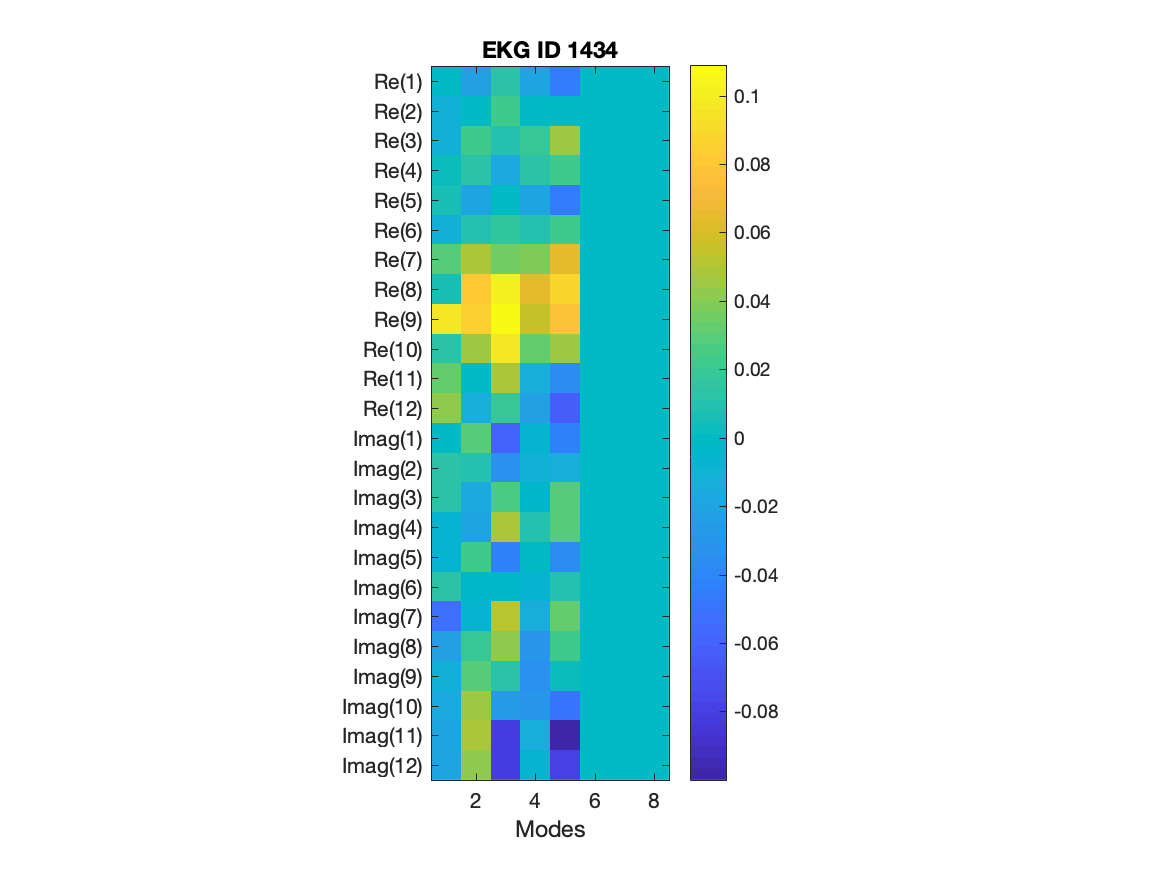 EKG ID 1434
Re(1)
Re(2)
Re(3)
Re(4)
Re(5)
Re(6)
Re(7)
Re(8)
Re(9)
Re(10)
Re(11)
Re(12)
Imag(1)
Imag(2)
Imag(3)
Imag(4)
Imag(5)
Imag(6)
Imag(7)
Imag(8)
Imag(9)
Imag(10)
Imag(11)
Imag(12)
2 4 6 8
Modes
0.1
0.08
0.06
0.04
0.02
0
-0.02
-0.04
-0.06
-0.08